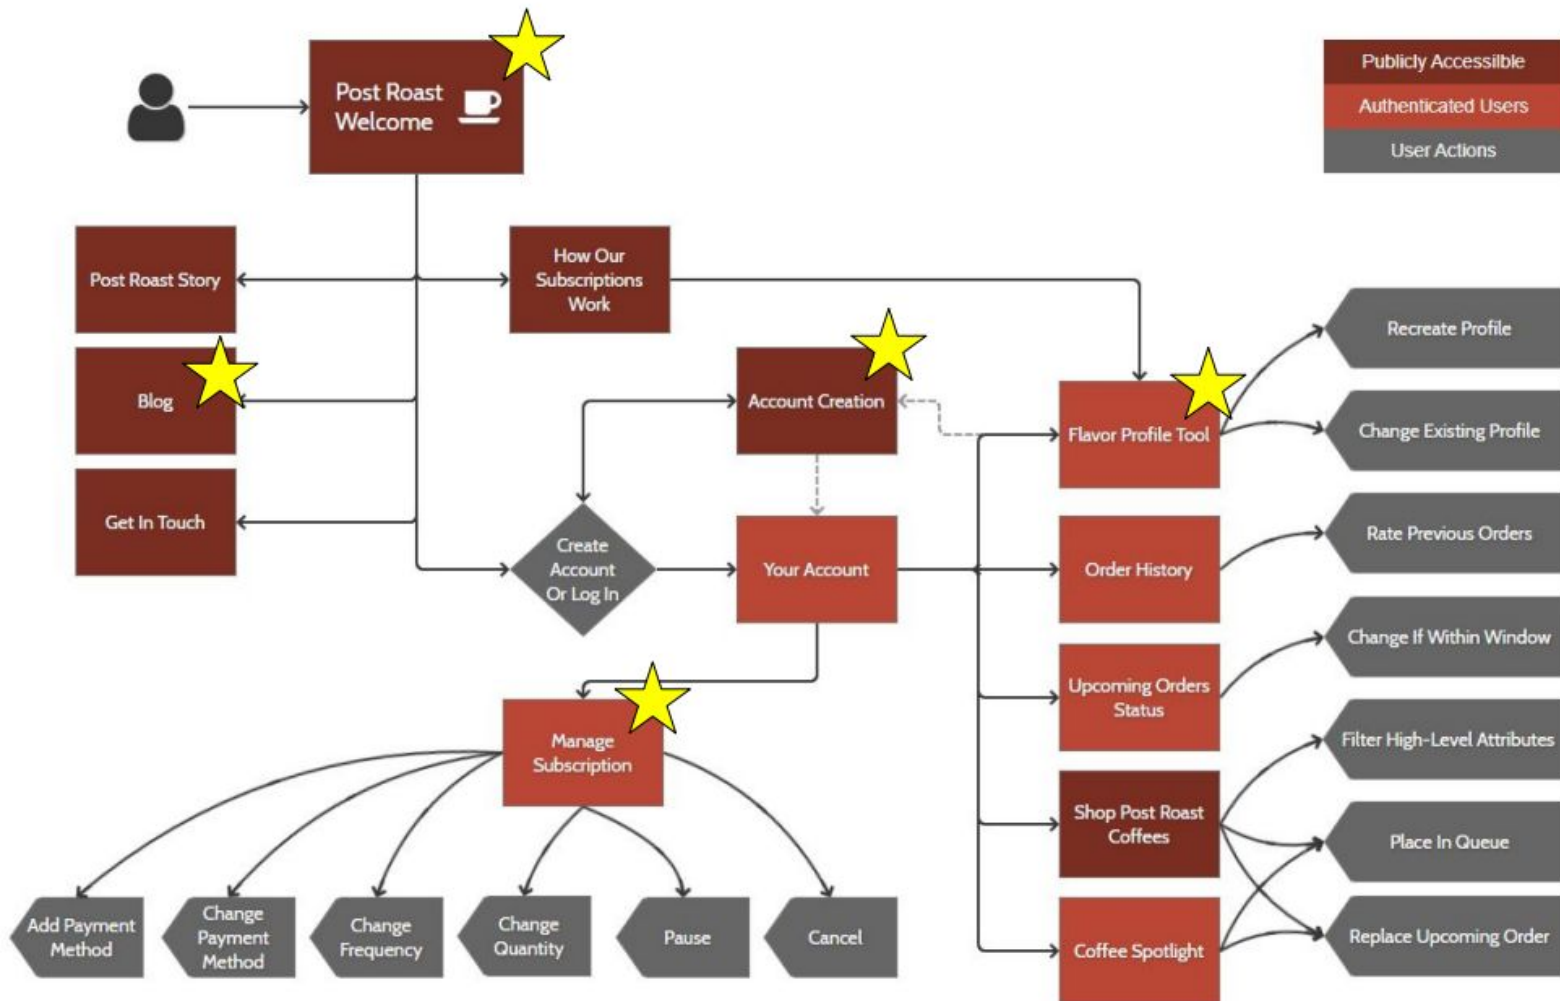 Post Roast
Welcome
Publicly Accessilble
Authenticated Users
User Actions
Post Roast Story
How Our
Subscriptions
Work
Blog
Get In Touch
Account Creation
Create
Account
Or Log In
Your Account
Flavor Profile Tool
Order History
Upcoming Orders
Status
Shop Post Roast
Coffees
Coffee Spotlight
Recreate Profile
Change Existing Profile
Rate Previous Orders
Change If Within Window
Filter High-Level Attributes
Place In Queue
Replace Upcoming Order
Manage
Subscription
Add Payment
Method
Change
Payment
Method
Change
Frequency
Change
Quantity
Pause
Cancel